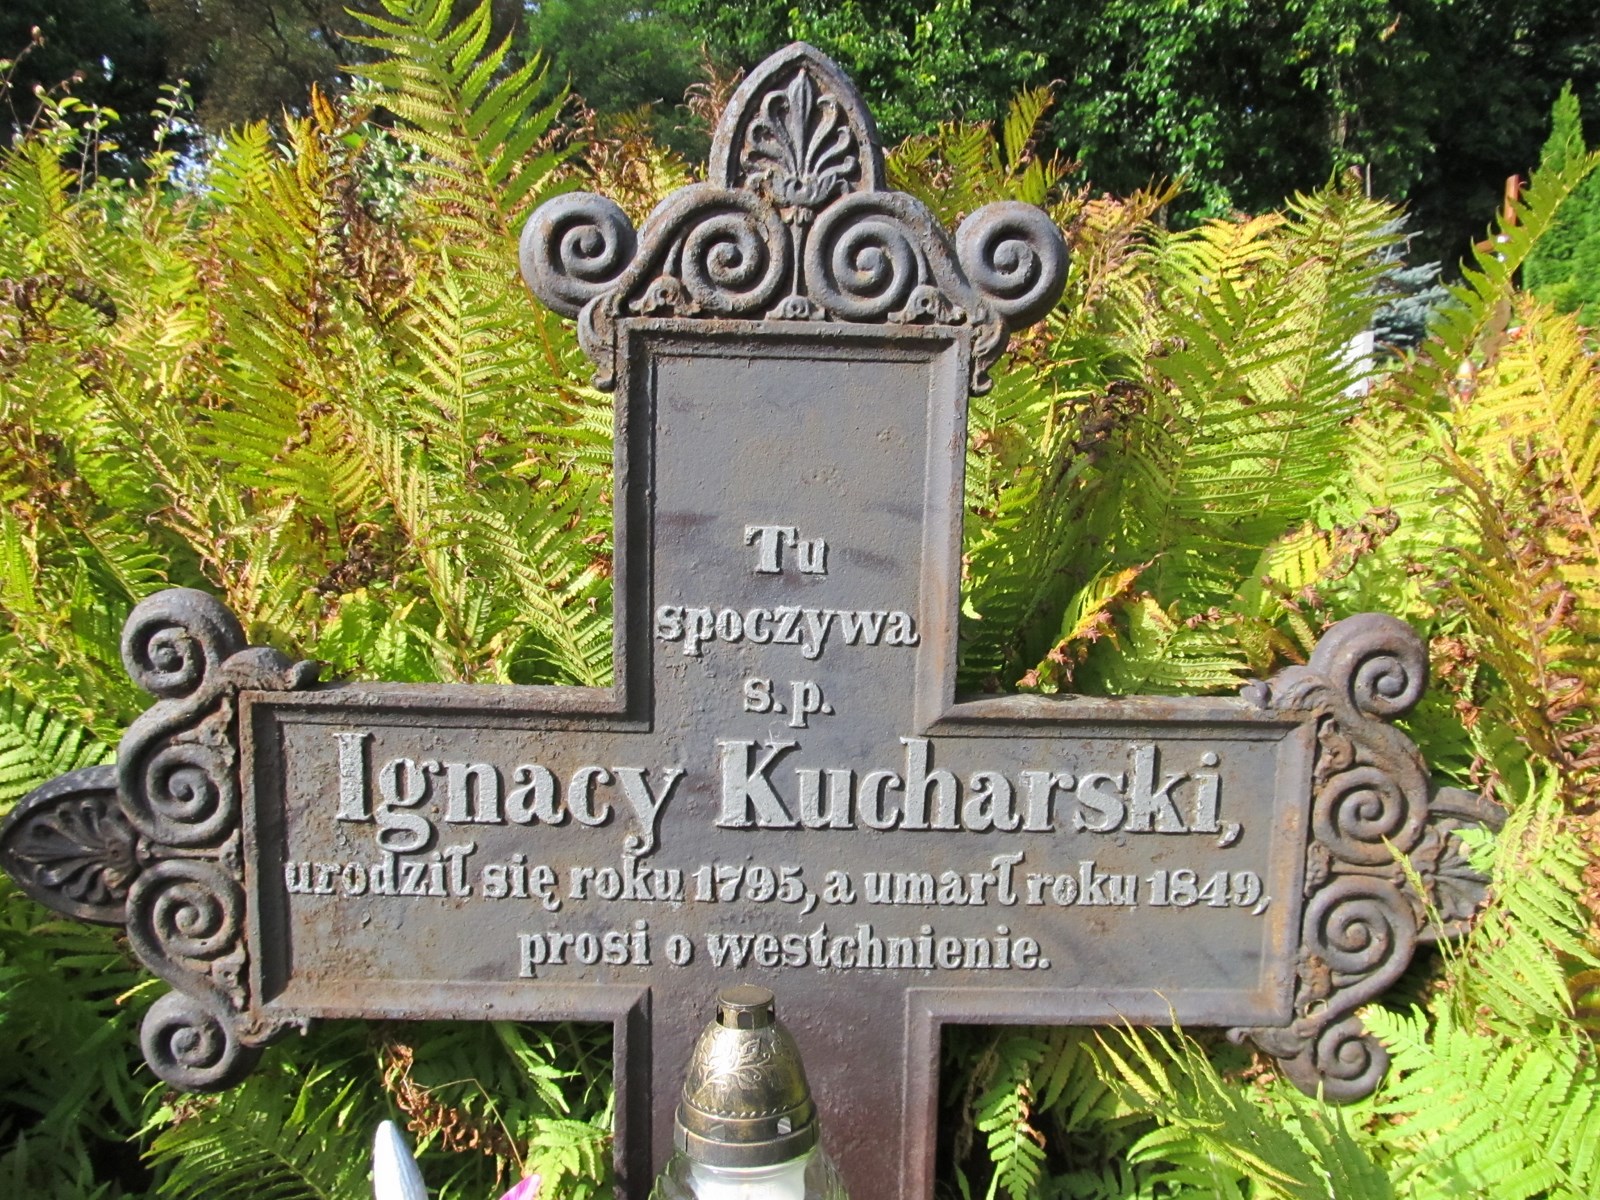 Tu
spoczywa
s.p.
Ignacy Kucharski,
urodził się roku 1795, a umarł roku 1849,
prosi o westchnienie.